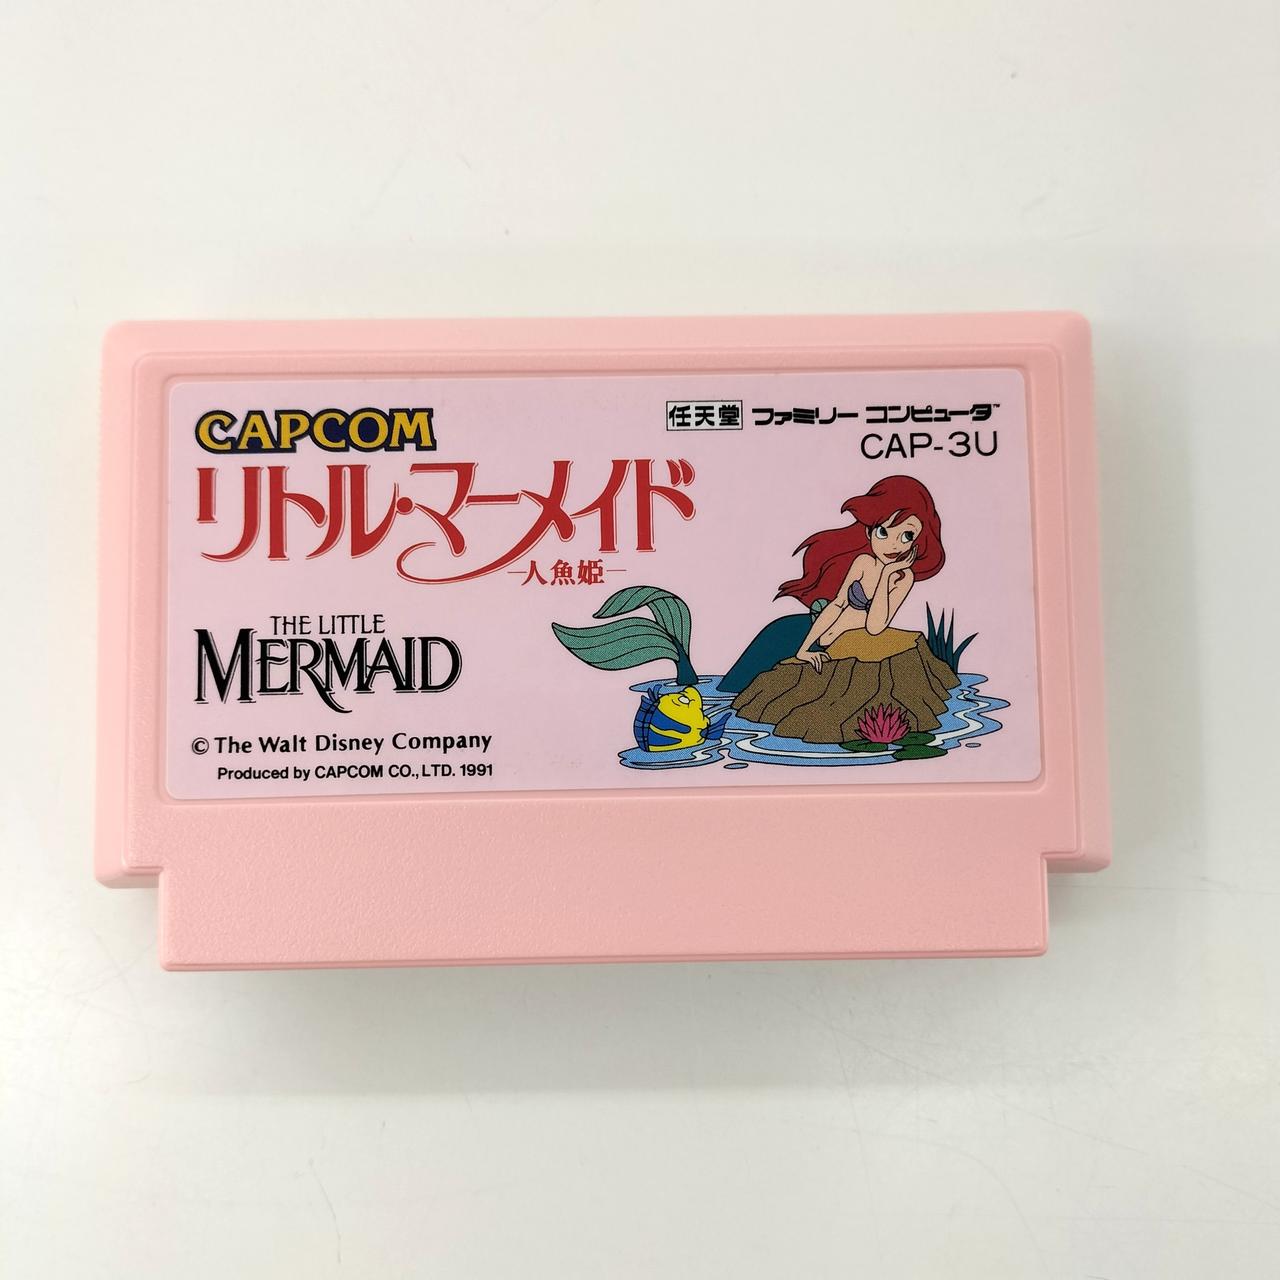 CAPCOM
任天堂 ファミリー コンピュータ™
CAP-3U
リトル・マーメイド
─人魚姫─
THE LITTLE
MERMAID
© The Walt Disney Company
Produced by CAPCOM CO., LTD. 1991